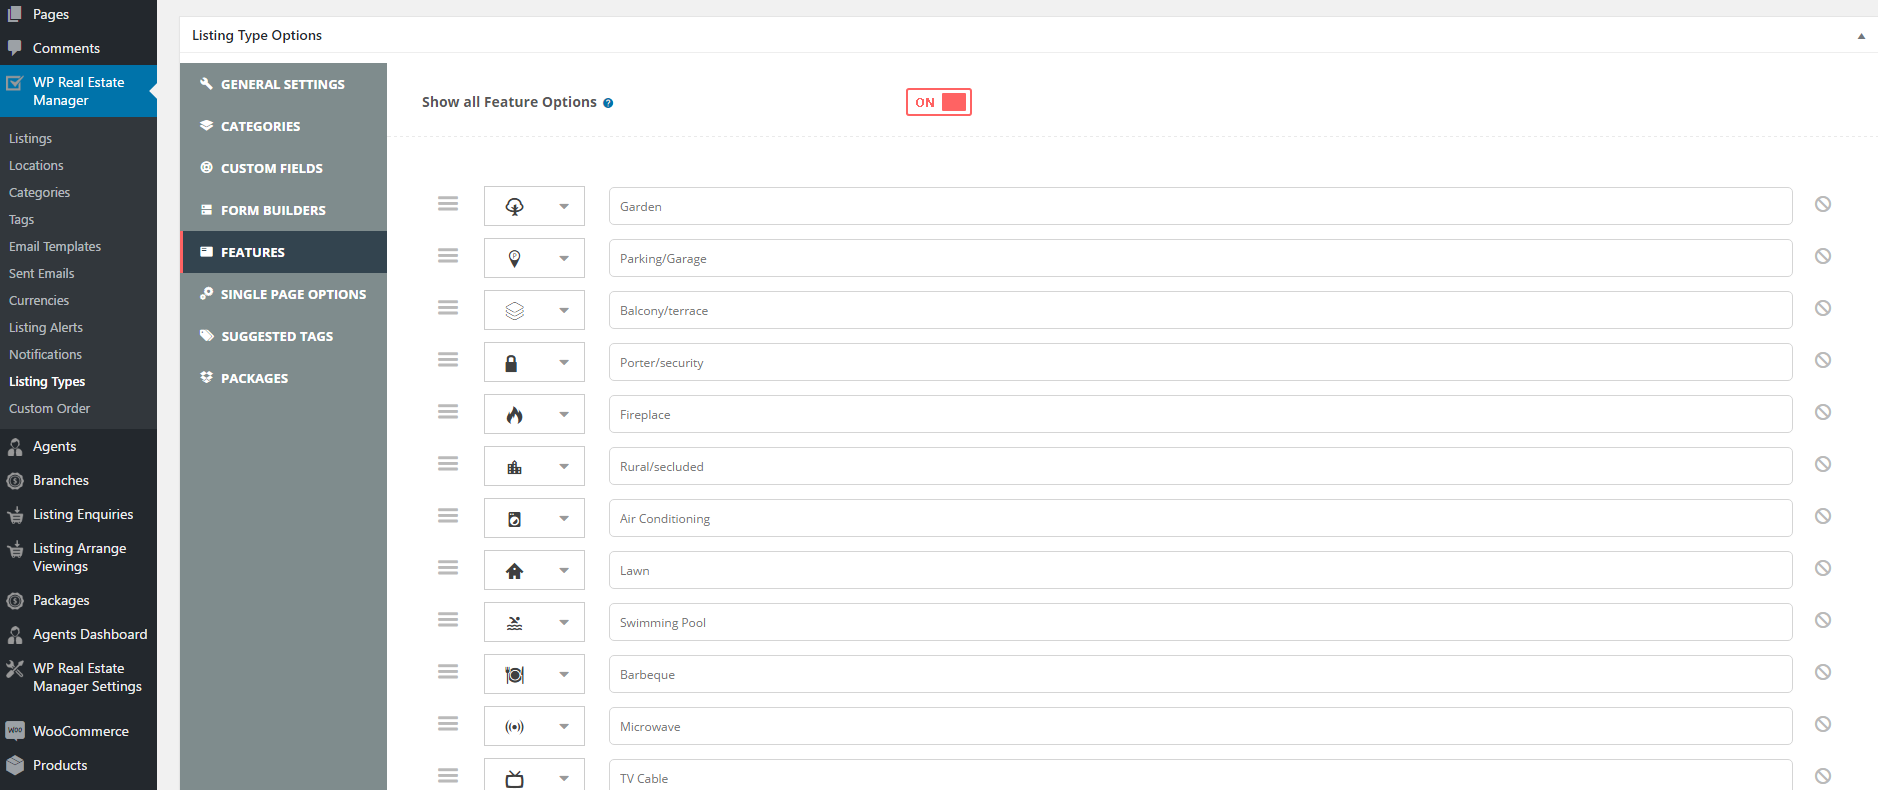 Pages
Comments
WP Real Estate
Manager
Listings
Locations
Categories
Tags
Email Templates
Sent Emails
Currencies
Listing Alerts
Notifications
Listing Types
Custom Order
Agents
Branches
Listing Enquiries
Listing Arrange
Viewings
Packages
Agents Dashboard
WP Real Estate
Manager Settings
WooCommerce
Products
Listing Type Options
GENERAL SETTINGS
CATEGORIES
CUSTOM FIELDS
FORM BUILDERS
FEATURES
SINGLE PAGE OPTIONS
SUGGESTED TAGS
PACKAGES
Show all Feature Options ?
ON
Garden
Parking/Garage
Balcony/terrace
Porter/security
Fireplace
Rural/secluded
Air Conditioning
Lawn
Swimming Pool
Barbeque
Microwave
TV Cable